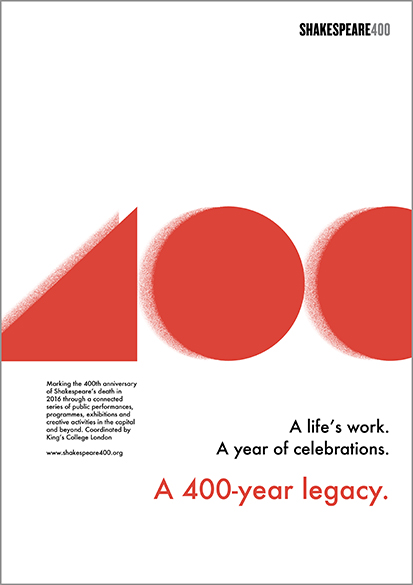 SHAKESPEARE400
400
Marking the 400th anniversary
of Shakespeare's death in
2016 through a connected
series of public performances,
programmes, exhibitions and
creative activities in the capital
and beyond. Coordinated by
King's College London
www.shakespeare400.org
A life's work.
A year of celebrations.
A 400-year legacy.